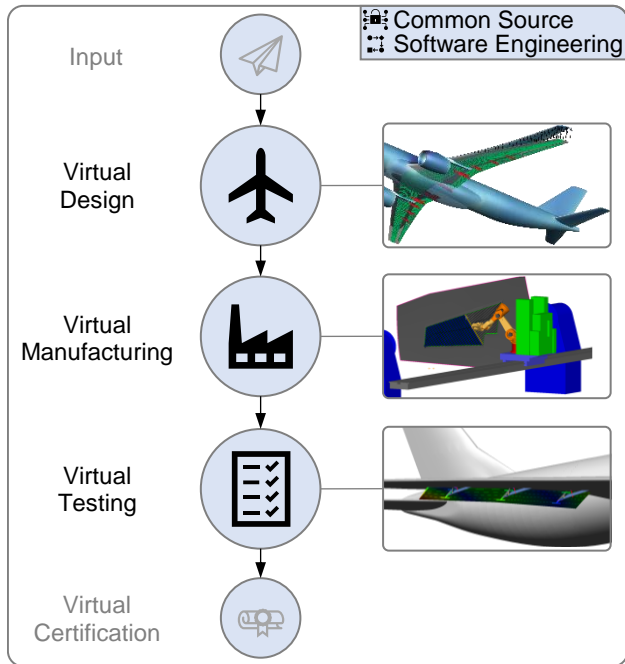 Common Source
Software Engineering
Input
Virtual
Design
Virtual
Manufacturing
Virtual
Testing
Virtual
Certification